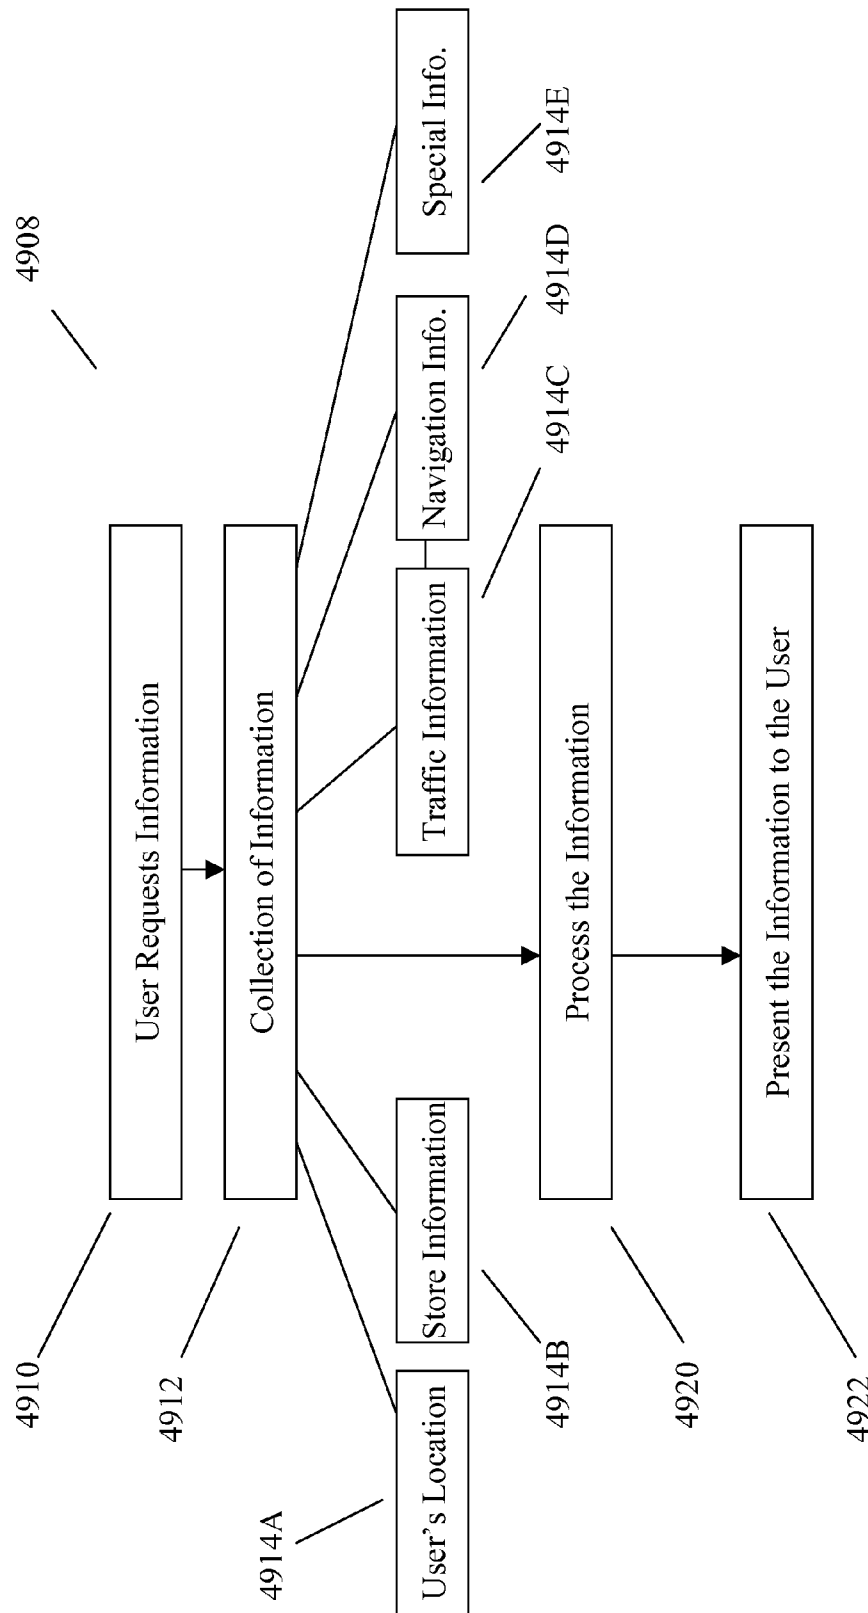 4908
4910
User Requests Information
4912
Collection of Information
4914A
User's Location
Store Information
Traffic Information
Navigation Info.
Special Info.
4914B
4914C
4914D
4914E
4920
Process the Information
4922
Present the Information to the User